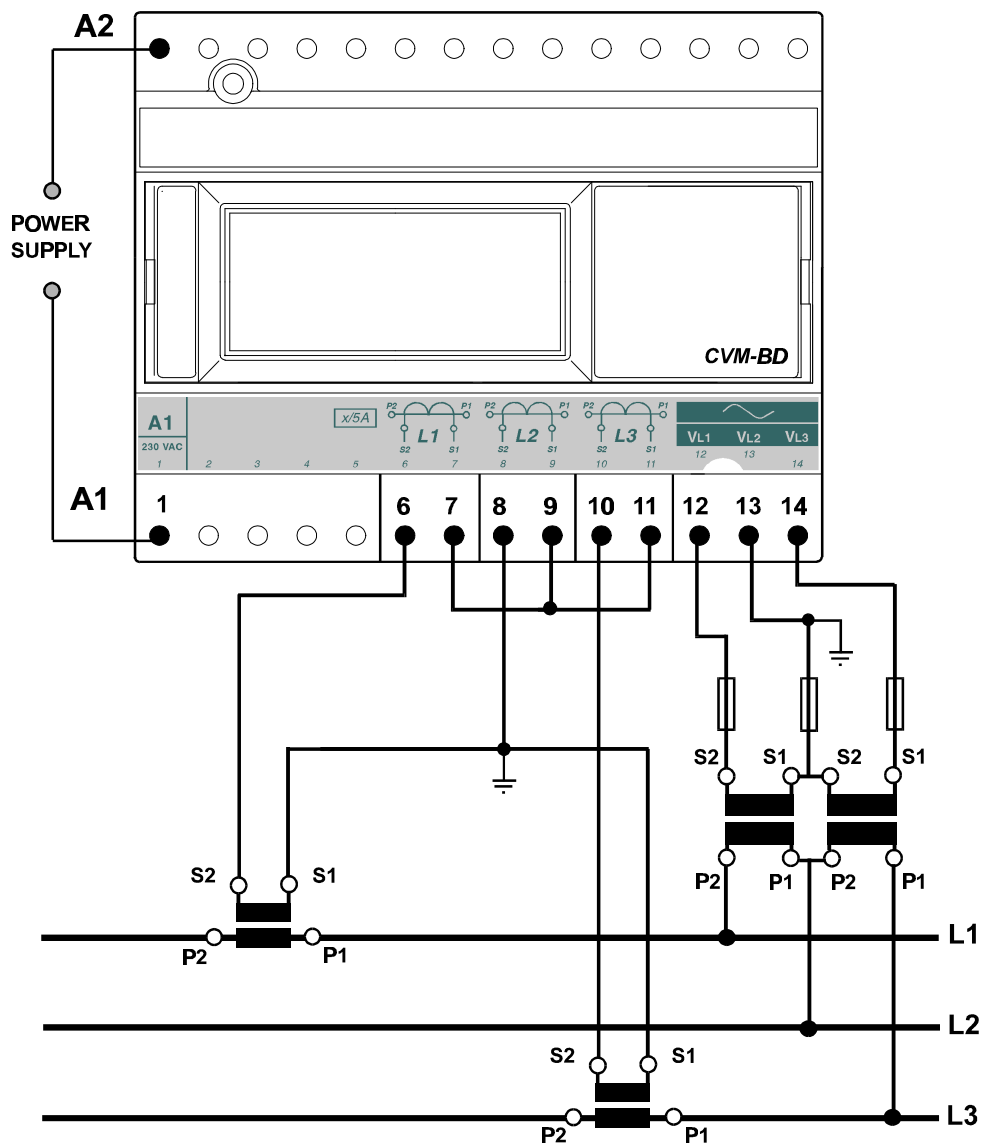 A2
POWER
SUPPLY
CVM-BD
A1
230 VAC
x/5A
P2 P1 P2 P1 P2 P1
L1 L2 L3
S2 S1 S2 S1 S2 S1
VL1 VL2 VL3
1 2 3 4 5 6 7 8 9 10 11 12 13 14
A1
1 6 7 8 9 10 11 12 13 14
S2 S1 S2 S1
P2 P1 P2 P1
S2 S1
P2 P1
L1
L2
S2 S1
P2 P1
L3